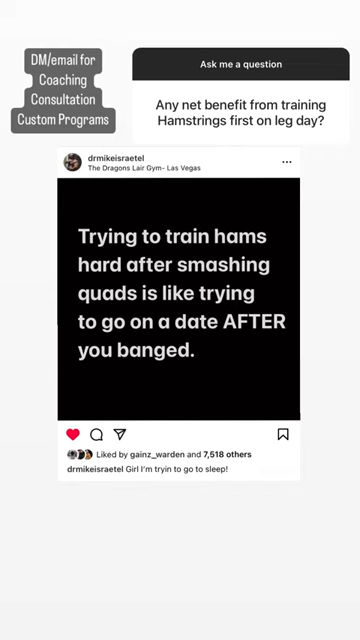 DM/email for
Coaching
Consultation
Custom Programs
Ask me a question
Any net benefit from training
Hamstrings first on leg day?
drmikeisraetel
The Dragons Lair Gym- Las Vegas
Trying to train hams
hard after smashing
quads is like trying
to go on a date AFTER
you banged.
Liked by gainz_warden and 7,518 others
drmikeisraetel Girl I'm tryin to go to sleep!